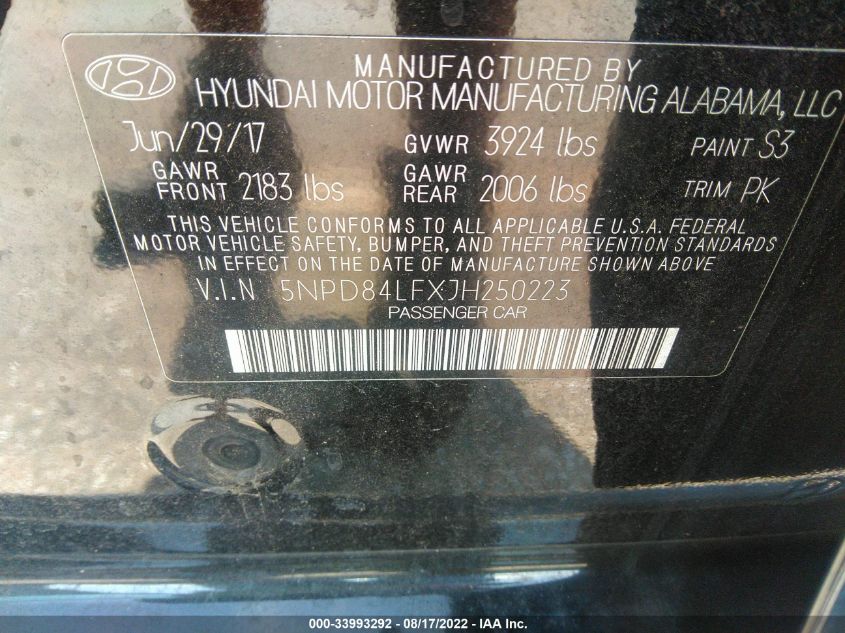 MANUFACTURED BY
HYUNDAI MOTOR MANUFACTURING ALABAMA, LLC
Jun/29/17 GVWR 3924 lbs PAINT S3
GAWR FRONT 2183 lbs GAWR REAR 2006 lbs TRIM PK
THIS VEHICLE CONFORMS TO ALL APPLICABLE U.S.A. FEDERAL
MOTOR VEHICLE SAFETY, BUMPER, AND THEFT PREVENTION STANDARDS
IN EFFECT ON THE DATE OF MANUFACTURE SHOWN ABOVE
V.I.N 5NPD84LFXJH250223
PASSENGER CAR
000-33993292 - 08/17/2022 - IAA Inc.